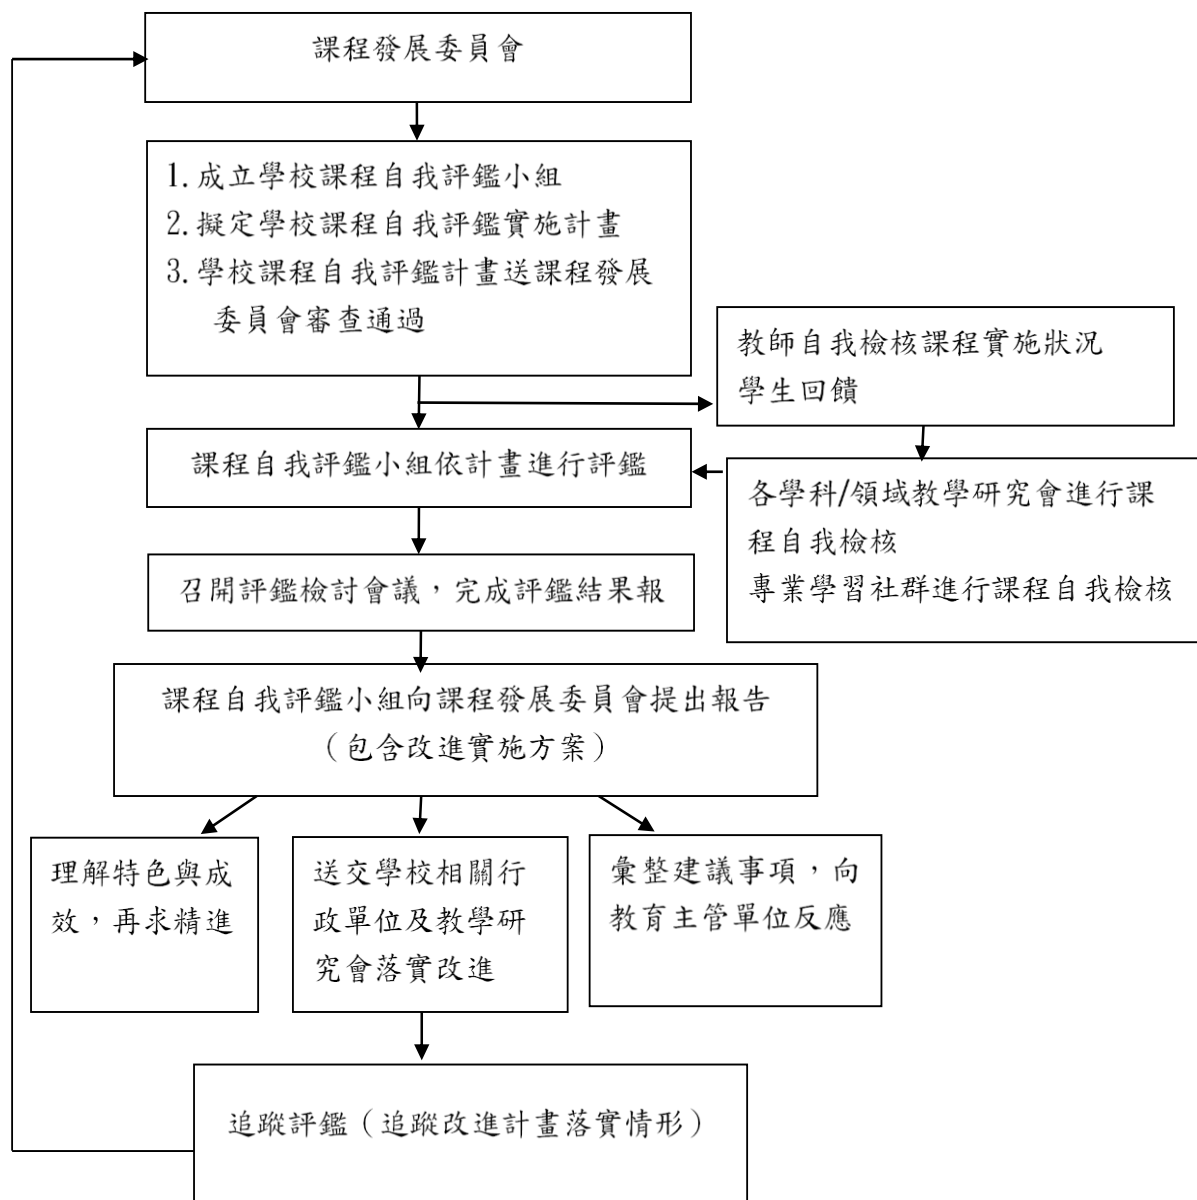 課程發展委員會
1.成立學校課程自我評鑑小組
2.擬定學校課程自我評鑑實施計畫
3.學校課程自我評鑑計畫送課程發展
委員會審查通過
教師自我檢核課程實施狀況
學生回饋
課程自我評鑑小組依計畫進行評鑑
各學科/領域教學研究會進行課
程自我檢核
專業學習社群進行課程自我檢核
召開評鑑檢討會議，完成評鑑結果報
課程自我評鑑小組向課程發展委員會提出報告
（包含改進實施方案）
理解特色與成
效，再求精進
送交學校相關行
政單位及教學研
究會落實改進
彙整建議事項，向
教育主管單位反應
追蹤評鑑（追蹤改進計畫落實情形）